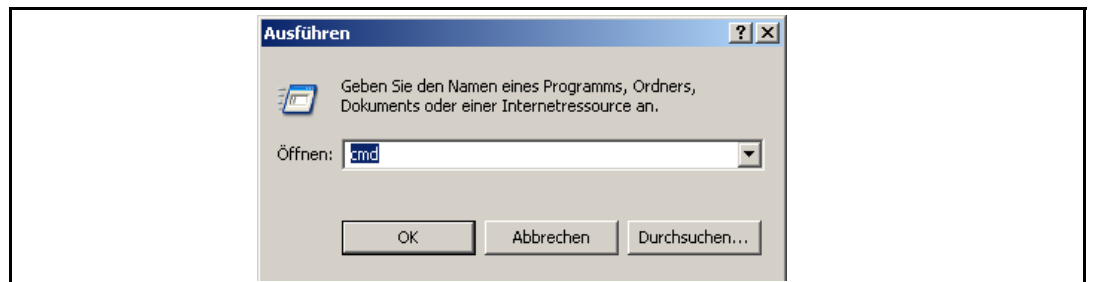 Ausführen
Geben Sie den Namen eines Programms, Ordners,
Dokuments oder einer Internetressource an.
Öffnen: cmd
OK Abbrechen Durchsuchen...